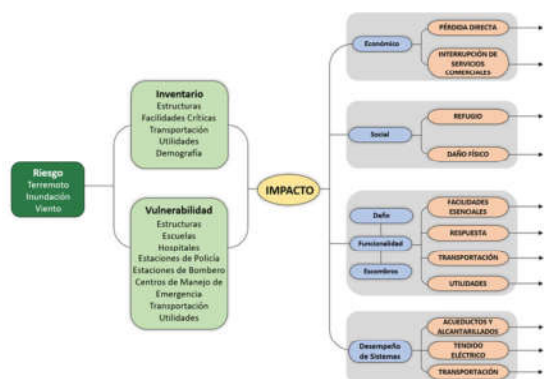 Riesgo
Terremoto
Inundación
Viento
Inventario
Estructuras
Facilidades Críticas
Transportación
Utilidades
Demografía
Vulnerabilidad
Estructuras
Escuelas
Hospitales
Estaciones de Policía
Estaciones de Bombero
Centros de Manejo de
Emergencia
Transportación
Utilidades
IMPACTO
Económico
PÉRDIDA DIRECTA
INTERRUPCIÓN DE
SERVICIOS
COMERCIALES
Social
REFUGIO
DAÑO FÍSICO
Daño
Funcionalidad
Escombros
FACILIDADES
ESENCIALES
RESPUESTA
TRANSPORTACIÓN
UTILIDADES
Desempeño
de Sistemas
ACUEDUCTOS Y
ALCANTARILLADOS
TENDIDO
ELÉCTRICO
TRANSPORTACIÓN